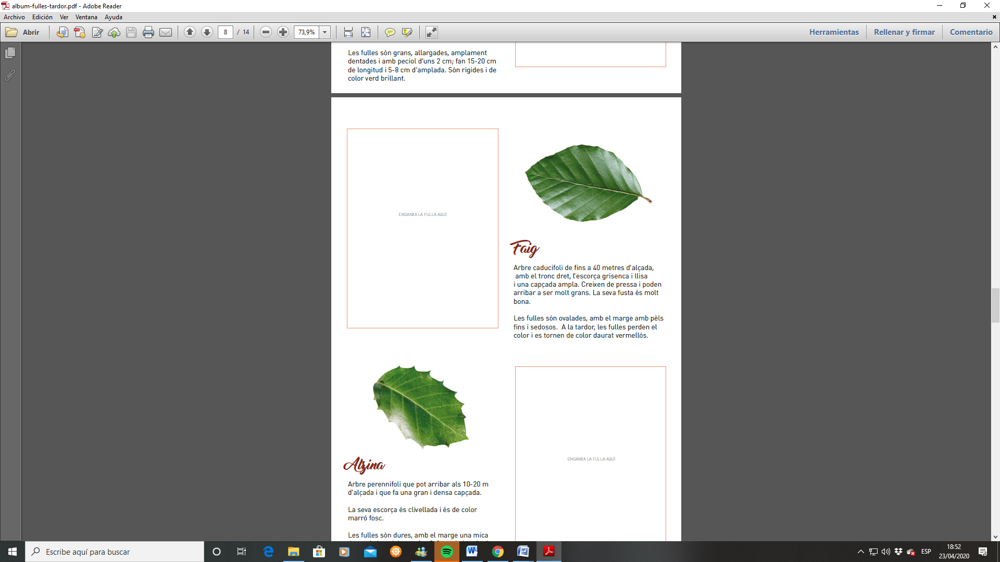 album-fulles-tardor.pdf - Adobe Reader
Archivo Edición Ver Ventana Ayuda
Abrir 8 / 14 73,9% Herramientas Rellenar y firmar Comentario
Les fulles són grans, allargades, amplament
dentades i amb peciol d'uns 2 cm; fan 15-20 cm
de longitud i 5-8 cm d'amplada. Són rígides i de
color verd brillant.
ENGANXA LA FULLA AQUÍ
Faig
Arbre caducifoli de fins a 40 metres d'alçada,
amb el tronc dret, l'escorça grisenca i llisa
i una capçada ampla. Creixen de pressa i poden
arribar a ser molt grans. La seva fusta és molt
bona.
Les fulles són ovalades, amb el marge amb pèls
fins i sedosos. A la tardor, les fulles perden el
color i es tornen de color daurat vermellós.
Alzina
Arbre perennifoli que pot arribar als 10-20 m
d'alçada i que fa una gran i densa capçada.
La seva escorça és clivellada i és de color
marró fosc.
Les fulles són dures, amb el marge una mica
ENGANXA LA FULLA AQUÍ
Escribe aquí para buscar
ESP
18:52
23/04/2020